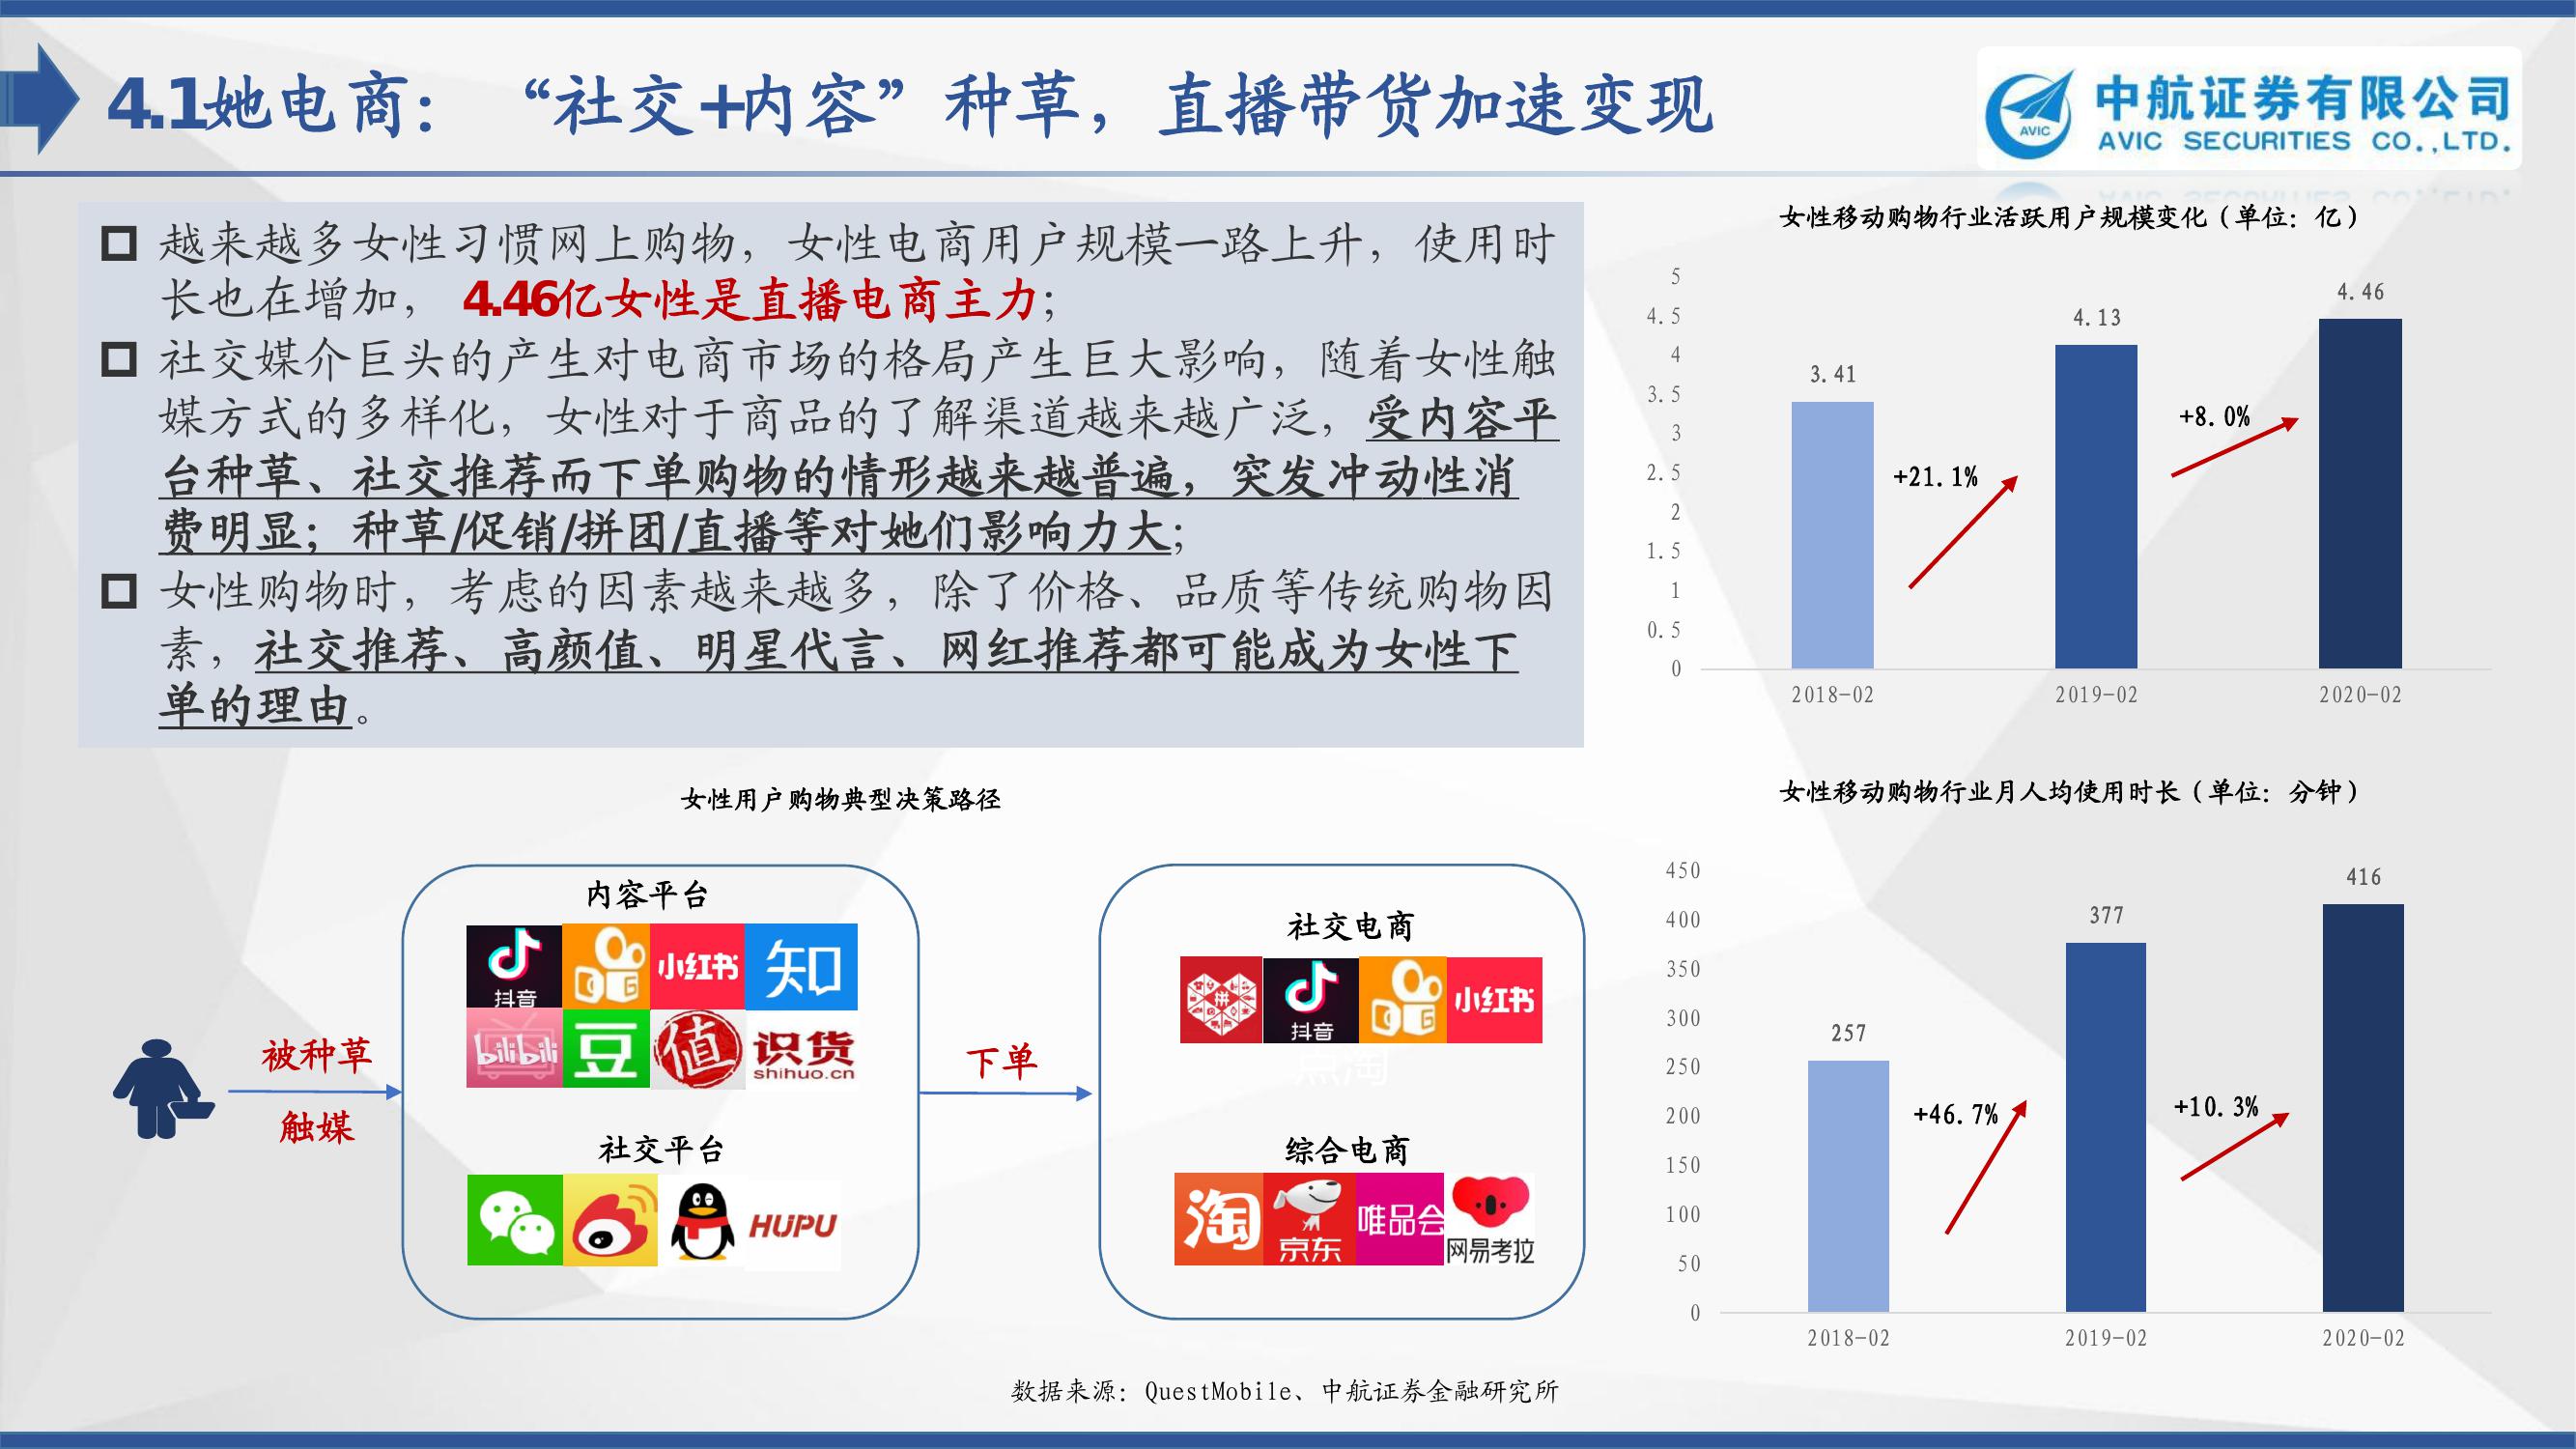 4.1她电商：“社交+内容”种草，直播带货加速变现
AVIC
中航证券有限公司
AVIC SECURITIES CO.,LTD.
越来越多女性习惯网上购物，女性电商用户规模一路上升，使用时
长也在增加， 4.46亿女性是直播电商主力；
社交媒介巨头的产生对电商市场的格局产生巨大影响，随着女性触
媒方式的多样化，女性对于商品的了解渠道越来越广泛，受内容平
台种草、社交推荐而下单购物的情形越来越普遍，突发冲动性消
费明显；种草/促销/拼团/直播等对她们影响力大；
女性购物时，考虑的因素越来越多，除了价格、品质等传统购物因
素，社交推荐、高颜值、明星代言、网红推荐都可能成为女性下
单的理由。
女性移动购物行业活跃用户规模变化（单位：亿）
5
4.5
4
3.5
3
2.5
2
1.5
1
0.5
0
3.41
4.13
4.46
+21.1%
+8.0%
2018-02
2019-02
2020-02
女性用户购物典型决策路径
被种草
触媒
内容平台
抖音
小红书
知
bilibili
豆
值
识货
shihuo.cn
社交平台
HUPU
下单
社交电商
拼
抖音
小红书
点淘
综合电商
淘
京东
唯品会
网易考拉
女性移动购物行业月人均使用时长（单位：分钟）
450
400
350
300
250
200
150
100
50
0
257
377
416
+46.7%
+10.3%
2018-02
2019-02
2020-02
数据来源：QuestMobile、中航证券金融研究所